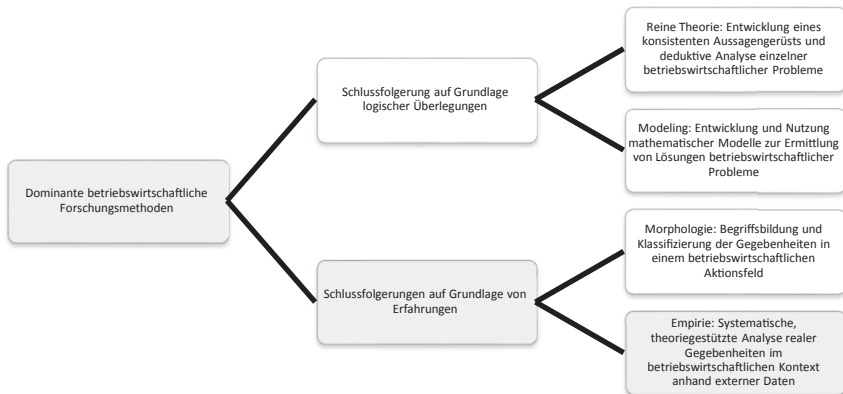 Dominante betriebswirtschaftliche
Forschungsmethoden
Schlussfolgerung auf Grundlage
logischer Überlegungen
Reine Theorie: Entwicklung eines
konsistenten Aussagengerüsts und
deduktive Analyse einzelner
betriebswirtschaftlicher Probleme
Modeling: Entwicklung und Nutzung
mathematischer Modelle zur Ermittlung
von Lösungen betriebswirtschaftlicher
Probleme
Schlussfolgerungen auf Grundlage von
Erfahrungen
Morphologie: Begriffsbildung und
Klassifizierung der Gegebenheiten in
einem betriebswirtschaftlichen
Aktionsfeld
Empirie: Systematische,
theoriegestützte Analyse realer
Gegebenheiten im
betriebswirtschaftlichen Kontext
anhand externer Daten